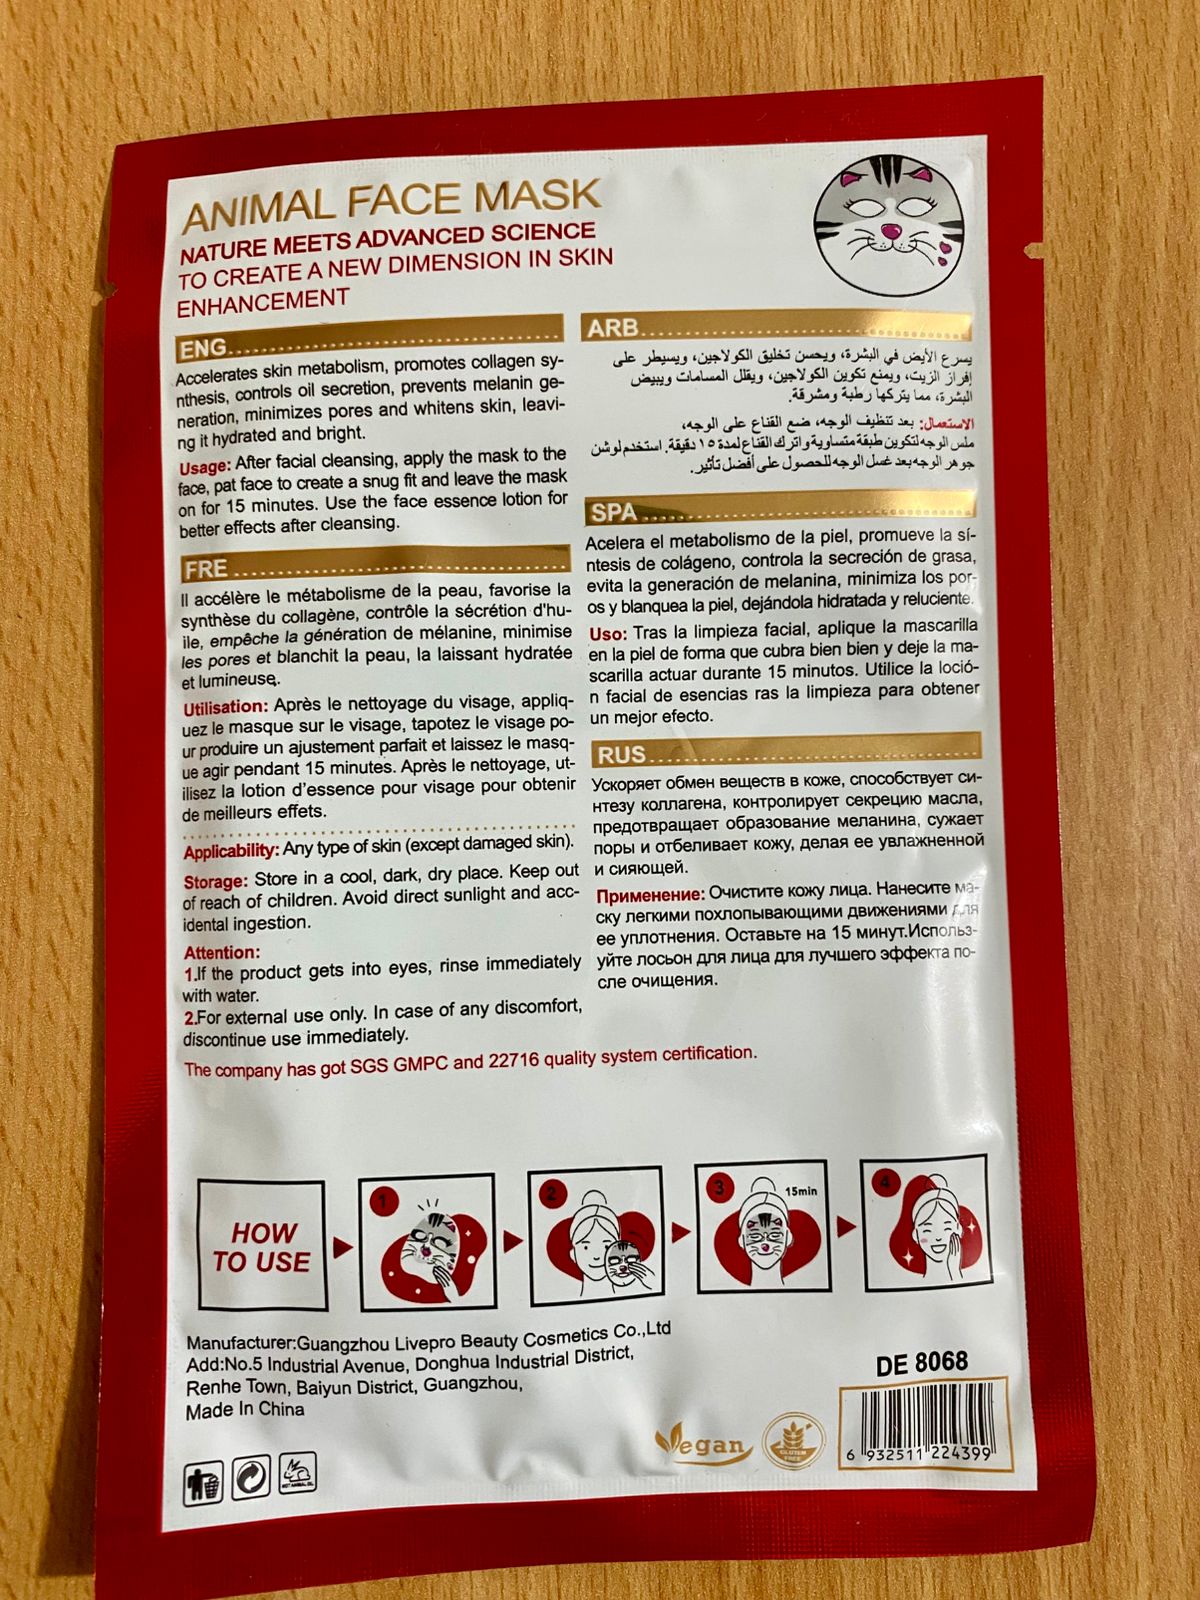 ANIMAL FACE MASK
NATURE MEETS ADVANCED SCIENCE
TO CREATE A NEW DIMENSION IN SKIN
ENHANCEMENT
ENG
Accelerates skin metabolism, promotes collagen sy-
nthesis, controls oil secretion, prevents melanin ge-
neration, minimizes pores and whitens skin, leavi-
ng it hydrated and bright.
Usage: After facial cleansing, apply the mask to the
face, pat face to create a snug fit and leave the mask
on for 15 minutes. Use the face essence lotion for
better effects after cleansing.
FRE
Il accélère le métabolisme de la peau, favorise la
synthèse du collagène, contrôle la sécrétion d'hu-
ile, empêche la génération de mélanine, minimise
les pores et blanchit la peau, la laissant hydratée
et lumineuse.
Utilisation: Après le nettoyage du visage, appliq-
uez le masque sur le visage, tapotez le visage po-
ur produire un ajustement parfait et laissez le masq-
ue agir pendant 15 minutes. Après le nettoyage, ut-
ilisez la lotion d'essence pour visage pour obtenir
de meilleurs effets.
Applicability: Any type of skin (except damaged skin).
Storage: Store in a cool, dark, dry place. Keep out
of reach of children. Avoid direct sunlight and acc-
idental ingestion.
Attention:
1.If the product gets into eyes, rinse immediately
with water.
2.For external use only. In case of any discomfort,
discontinue use immediately.
The company has got SGS GMPC and 22716 quality system certification.
ARB
يسرع الأيض في البشرة، ويحسن تخليق الكولاجين، ويسيطر على
إفراز الزيت، ويمنع تكوين الكولاجين، ويقلل المسامات ويبيض
البشرة، مما يتركها رطبة ومشرقة.
الاستعمال: بعد تنظيف الوجه، ضع القناع على الوجه،
ملس الوجه لتكوين طبقة متساوية واترك القناع لمدة ١٥ دقيقة. استخدم لوشن
جوهر الوجه بعد غسل الوجه للحصول على أفضل تأثير.
SPA
Acelera el metabolismo de la piel, promueve la sí-
ntesis de colágeno, controla la secreción de grasa,
evita la generación de melanina, minimiza los por-
os y blanquea la piel, dejándola hidratada y reluciente.
Uso: Tras la limpieza facial, aplique la mascarilla
en la piel de forma que cubra bien bien y deje la ma-
scarilla actuar durante 15 minutos. Utilice la loció-
n facial de esencias ras la limpieza para obtener
un mejor efecto.
RUS
Ускоряет обмен веществ в коже, способствует си-
нтезу коллагена, контролирует секрецию масла,
предотвращает образование меланина, сужает
поры и отбеливает кожу, делая ее увлажненной
и сияющей.
Применение: Очистите кожу лица. Нанесите ма-
ску легкими похлопывающими движениями для
ее уплотнения. Оставьте на 15 минут.Использ-
уйте лосьон для лица для лучшего эффекта по-
сле очищения.
HOW
TO USE
1
2
3
15min
4
Manufacturer:Guangzhou Livepro Beauty Cosmetics Co.,Ltd
Add:No.5 Industrial Avenue, Donghua Industrial District,
Renhe Town, Baiyun District, Guangzhou,
Made In China
DE 8068
Vegan
GLUTEN
FREE
6 932511 224399